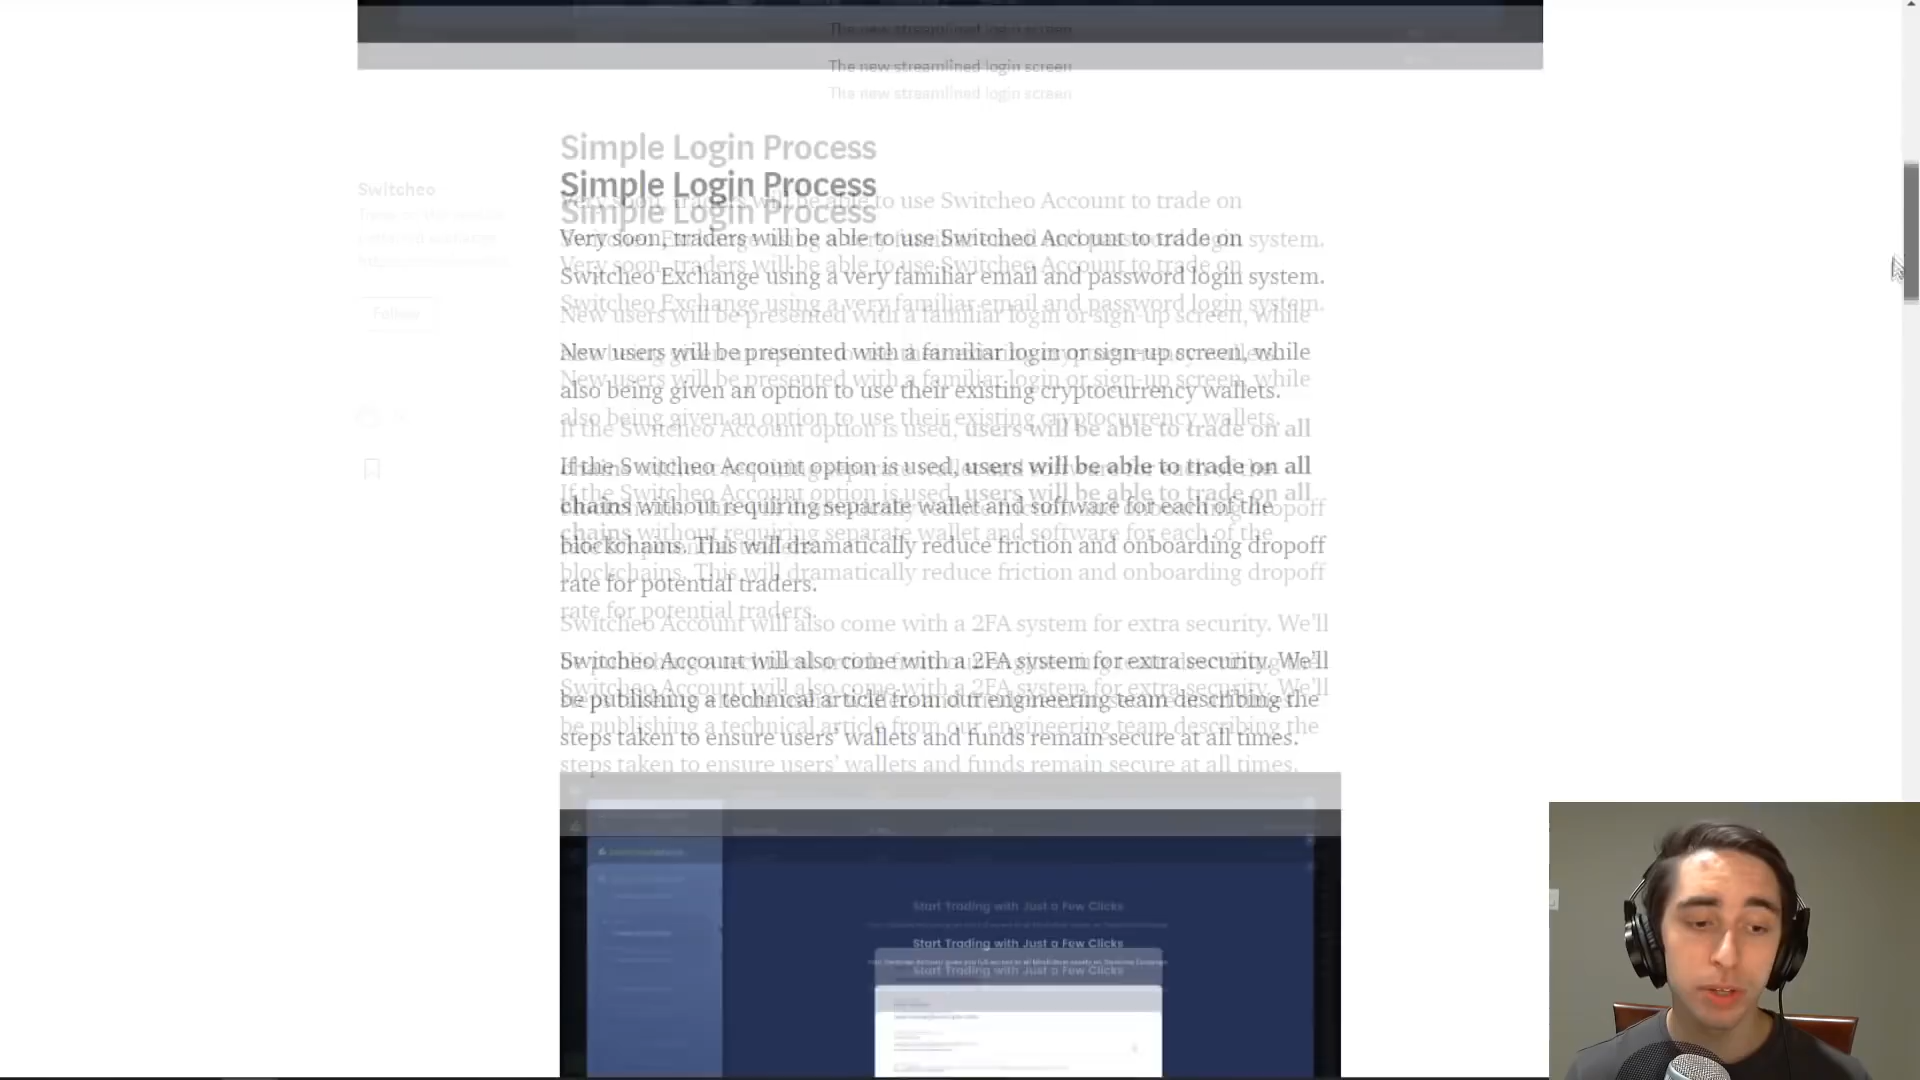 The new streamlined login screen
Simple Login Process
Switcheo
Very soon, traders will be able to use Switcheo Account to trade on
Switcheo Exchange using a very familiar email and password login system.
Follow
New users will be presented with a familiar login or sign-up screen, while
also being given an option to use their existing cryptocurrency wallets.
If the Switcheo Account option is used, users will be able to trade on all
chains without requiring separate wallet and software for each of the
blockchains. This will dramatically reduce friction and onboarding dropoff
rate for potential traders.
Switcheo Account will also come with a 2FA system for extra security. We'll
be publishing a technical article from our engineering team describing the
steps taken to ensure users' wallets and funds remain secure at all times.
Start Trading with Just a Few Clicks